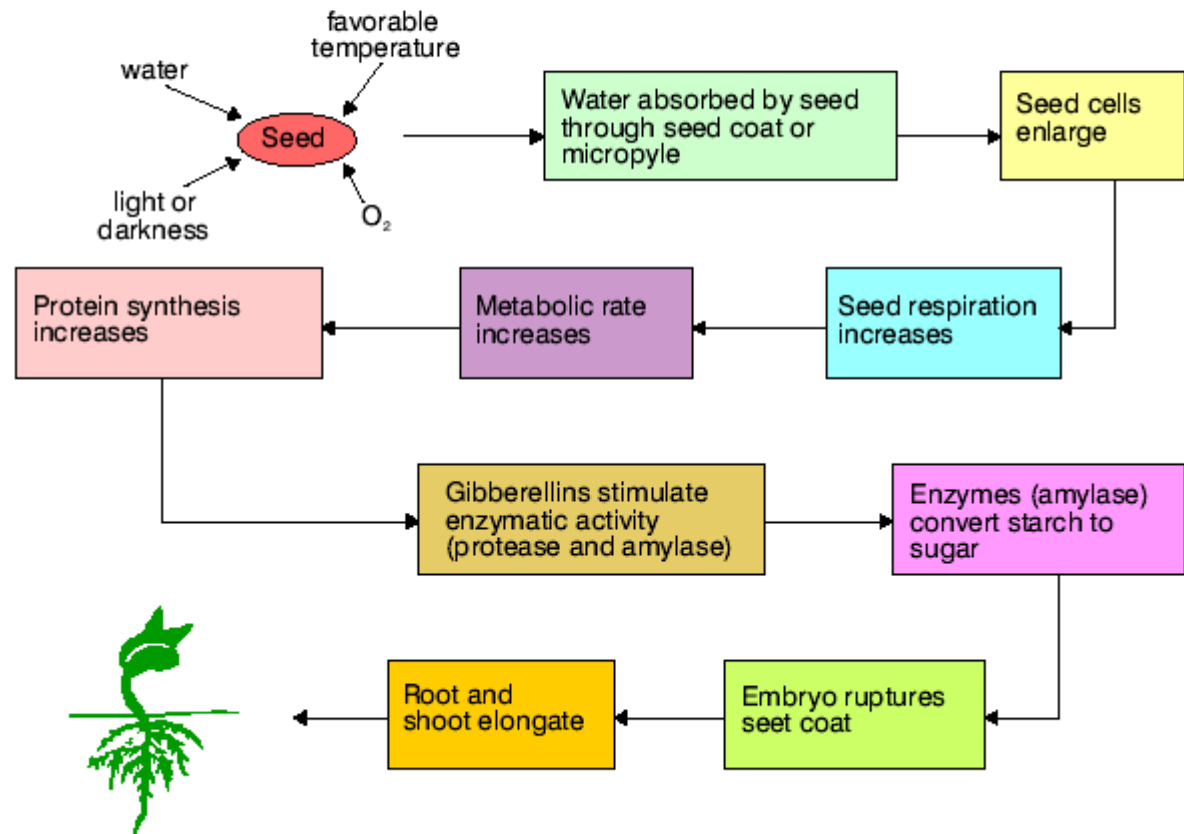 favorable
temperature
water
Seed
light or
darkness
O₂
Water absorbed by seed
through seed coat or
micropyle
Seed cells
enlarge
Seed respiration
increases
Metabolic rate
increases
Protein synthesis
increases
Gibberellins stimulate
enzymatic activity
(protease and amylase)
Enzymes (amylase)
convert starch to
sugar
Embryo ruptures
seet coat
Root and
shoot elongate